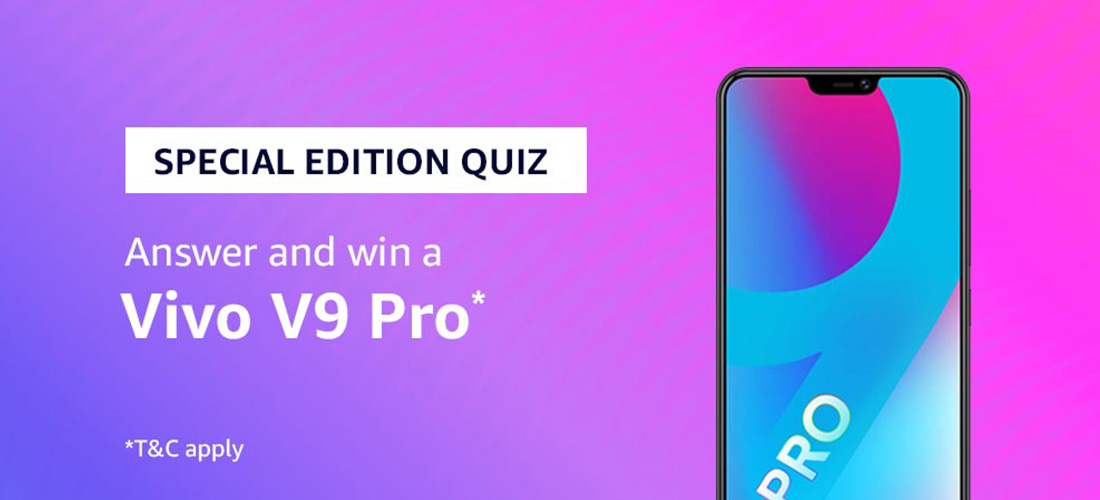 SPECIAL EDITION QUIZ
Answer and win a
Vivo V9 Pro*
*T&C apply
PRO